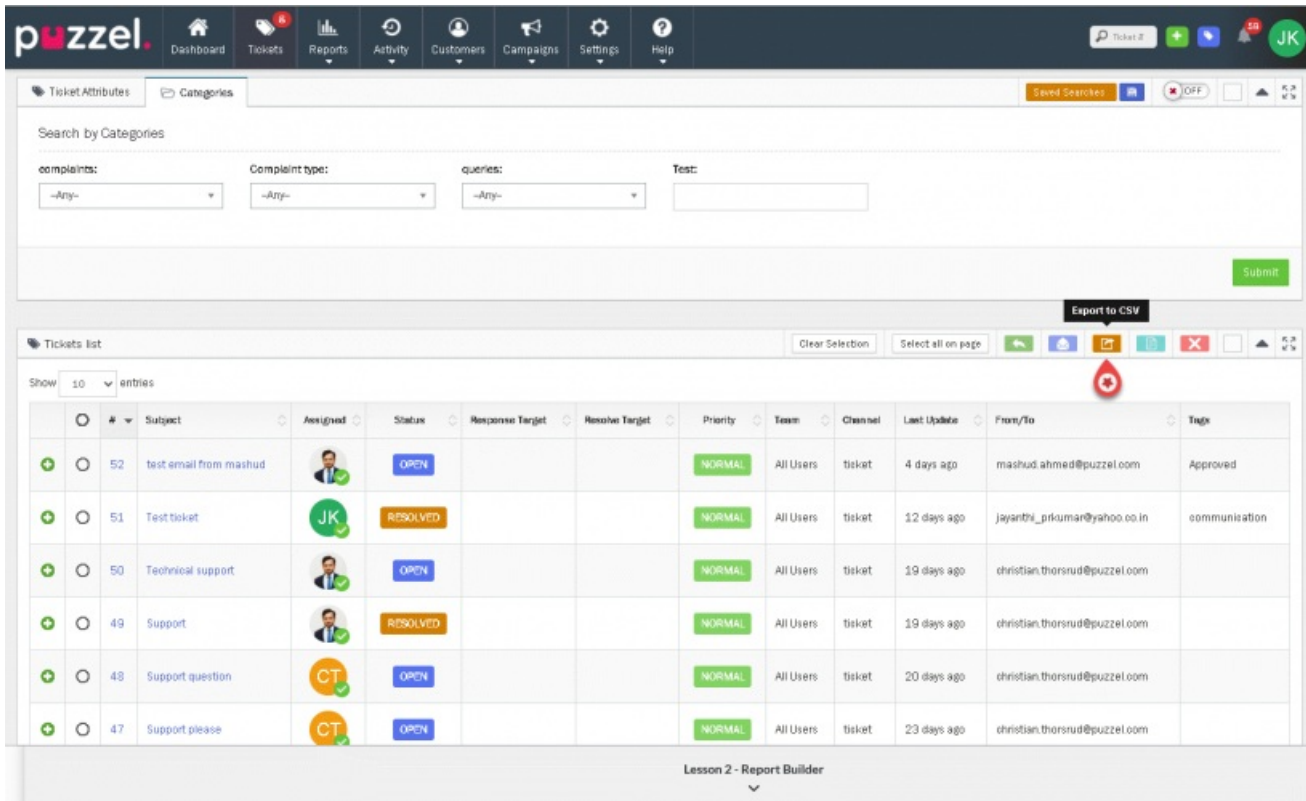 puzzel.
Dashboard Tickets 6 Reports Activity Customers Campaigns Settings Help Ticket # 38 JK
Ticket Attributes Categories Saved Searches OFF
Search by Categories
complaints: Complaint type: queries: Test:
--Any-- --Any-- --Any--
Submit
Export to CSV
Tickets list Clear Selection Select all on page
Show 10 entries
# Subject Assigned Status Response Target Resolve Target Priority Team Channel Last Update From/To Tags
52 test email from mashud OPEN NORMAL All Users ticket 4 days ago mashud.ahmed@puzzel.com Approved
51 Test ticket JK RESOLVED NORMAL All Users ticket 12 days ago jayanthi_prkumar@yahoo.co.in communication
50 Technical support OPEN NORMAL All Users ticket 19 days ago christian.thorsrud@puzzel.com
49 Support RESOLVED NORMAL All Users ticket 19 days ago christian.thorsrud@puzzel.com
48 Support question CT OPEN NORMAL All Users ticket 20 days ago christian.thorsrud@puzzel.com
47 Support please CT OPEN NORMAL All Users ticket 23 days ago christian.thorsrud@puzzel.com
Lesson 2 - Report Builder